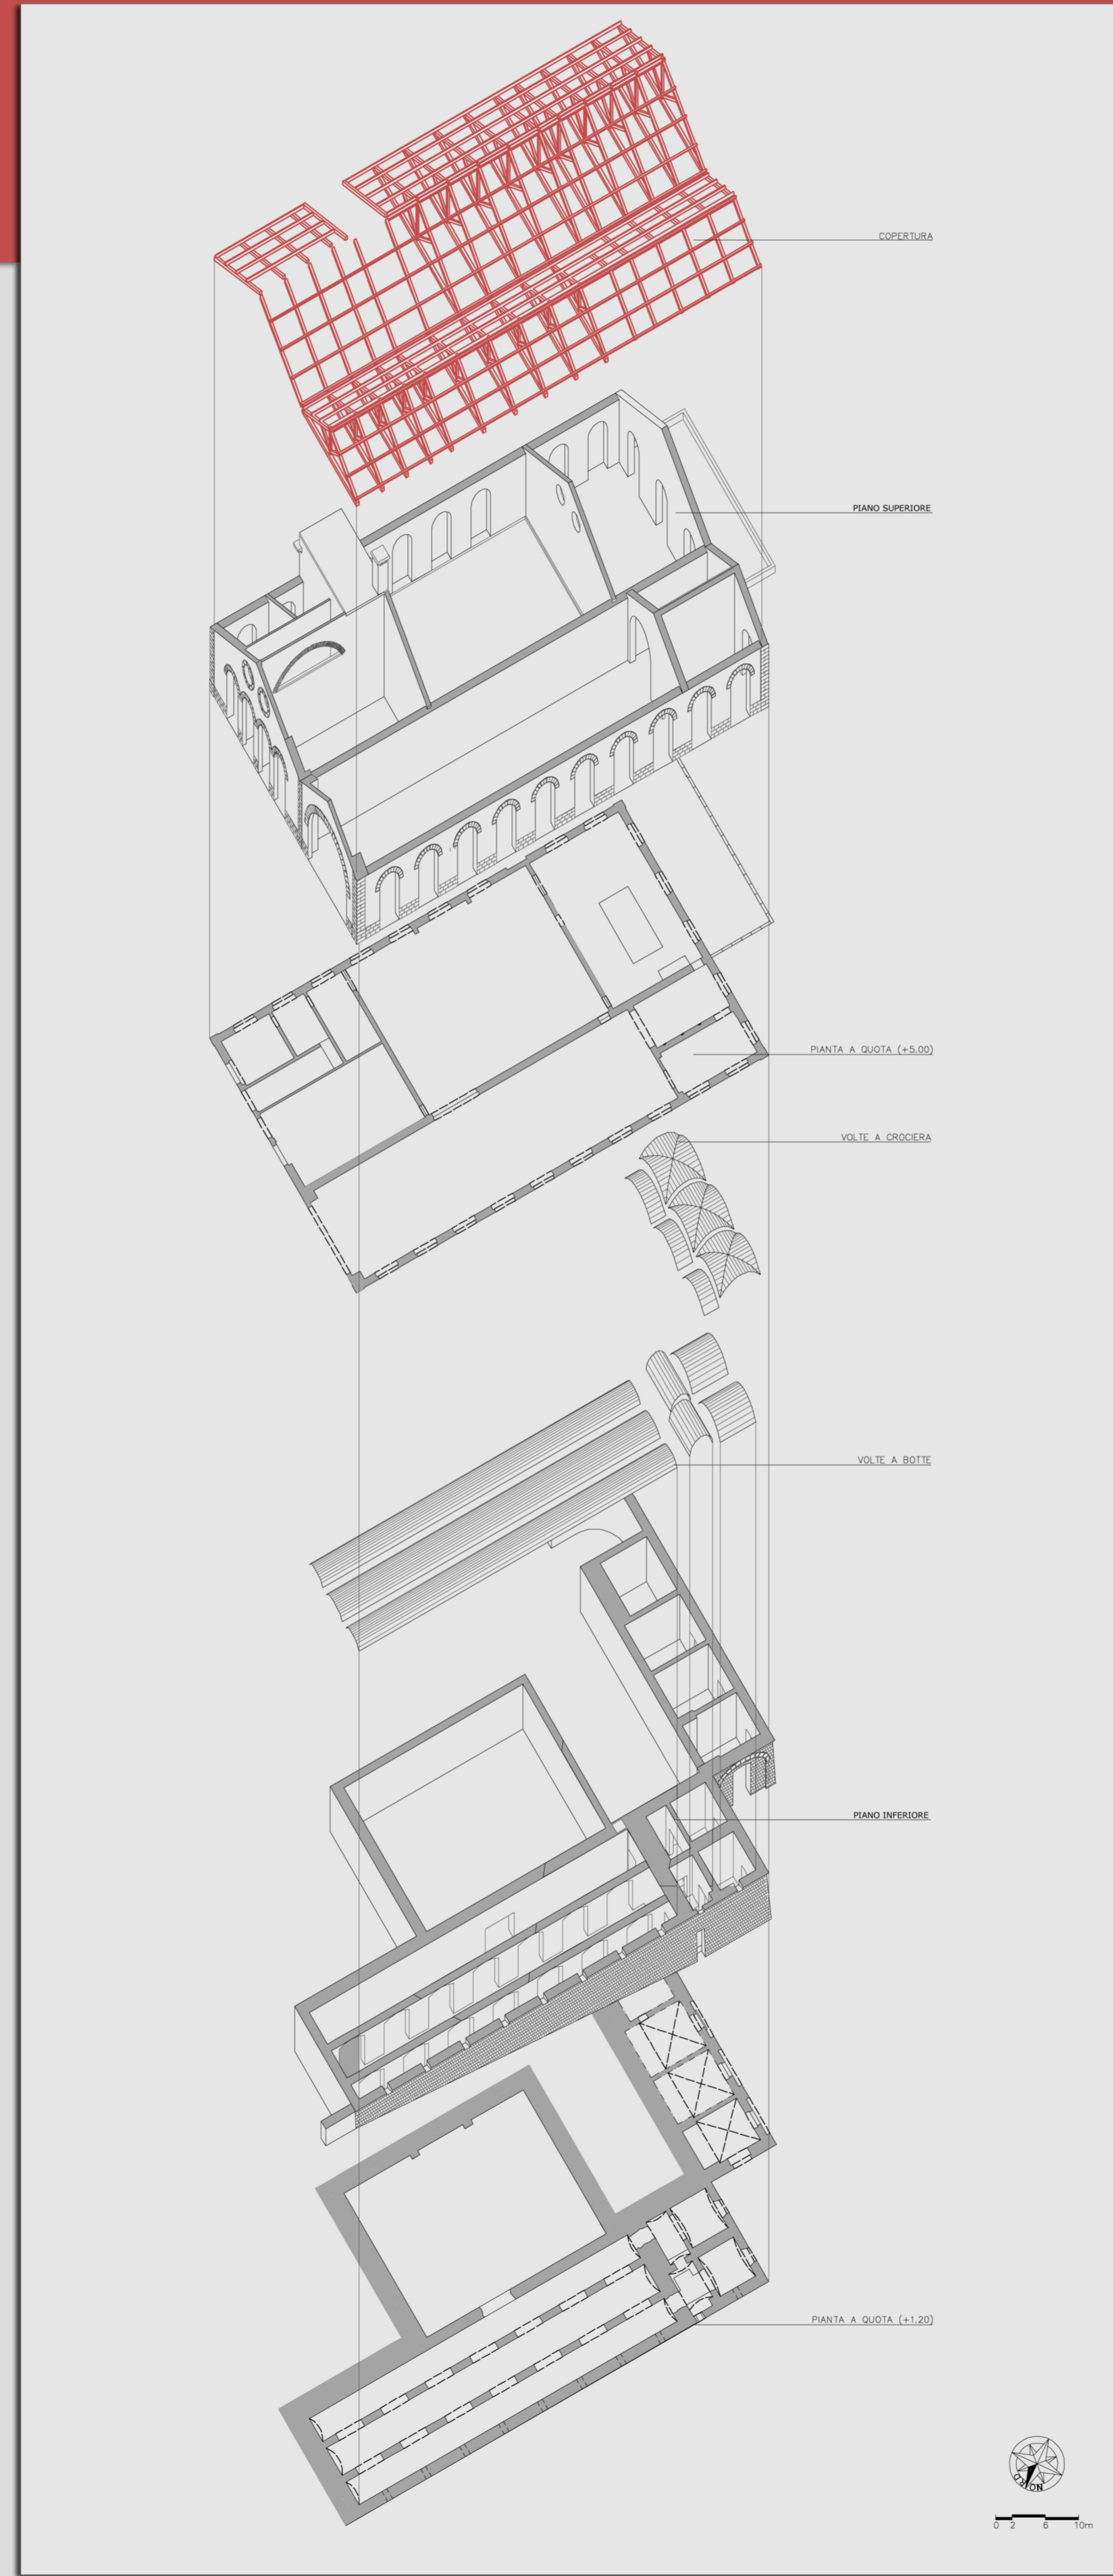 COPERTURA
PIANO SUPERIORE
PIANTA A QUOTA (+5.00)
VOLTE A CROCIERA
VOLTE A BOTTE
PIANO INFERIORE
PIANTA A QUOTA (+1.20)
NORD
0 2 6 10m